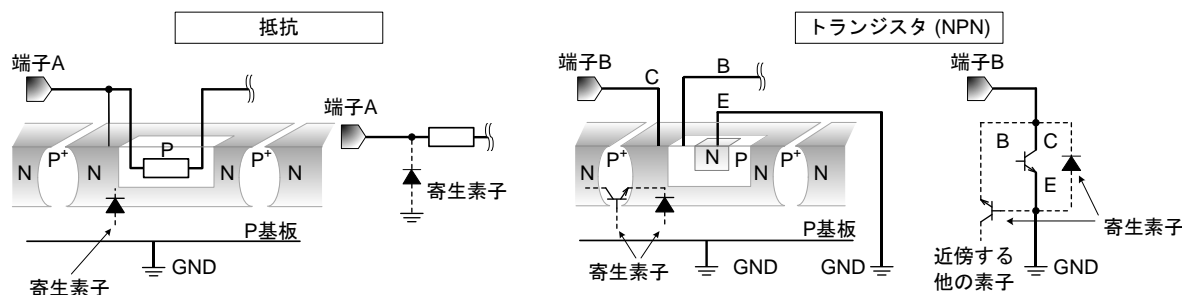 抵抗
トランジスタ (NPN)
端子A
端子A
P
N
P+
N
N
P+
N
寄生素子
P基板
寄生素子
GND
端子B
C
B
E
N
P+
N
N
P
N
P+
N
P基板
寄生素子
GND
GND
端子B
B
C
E
寄生素子
近傍する
他の素子
GND